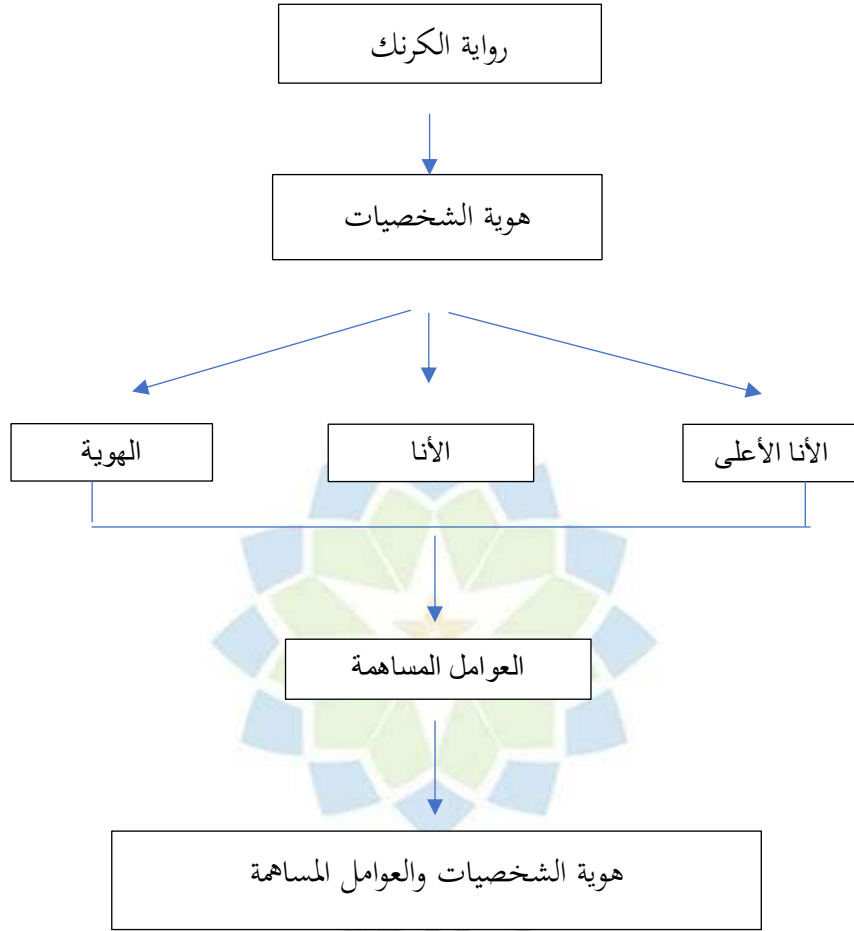 رواية الكرنك
هوية الشخصيات
الأنا الأعلى
الأنا
الهوية
العوامل المساهمة
هوية الشخصيات والعوامل المساهمة